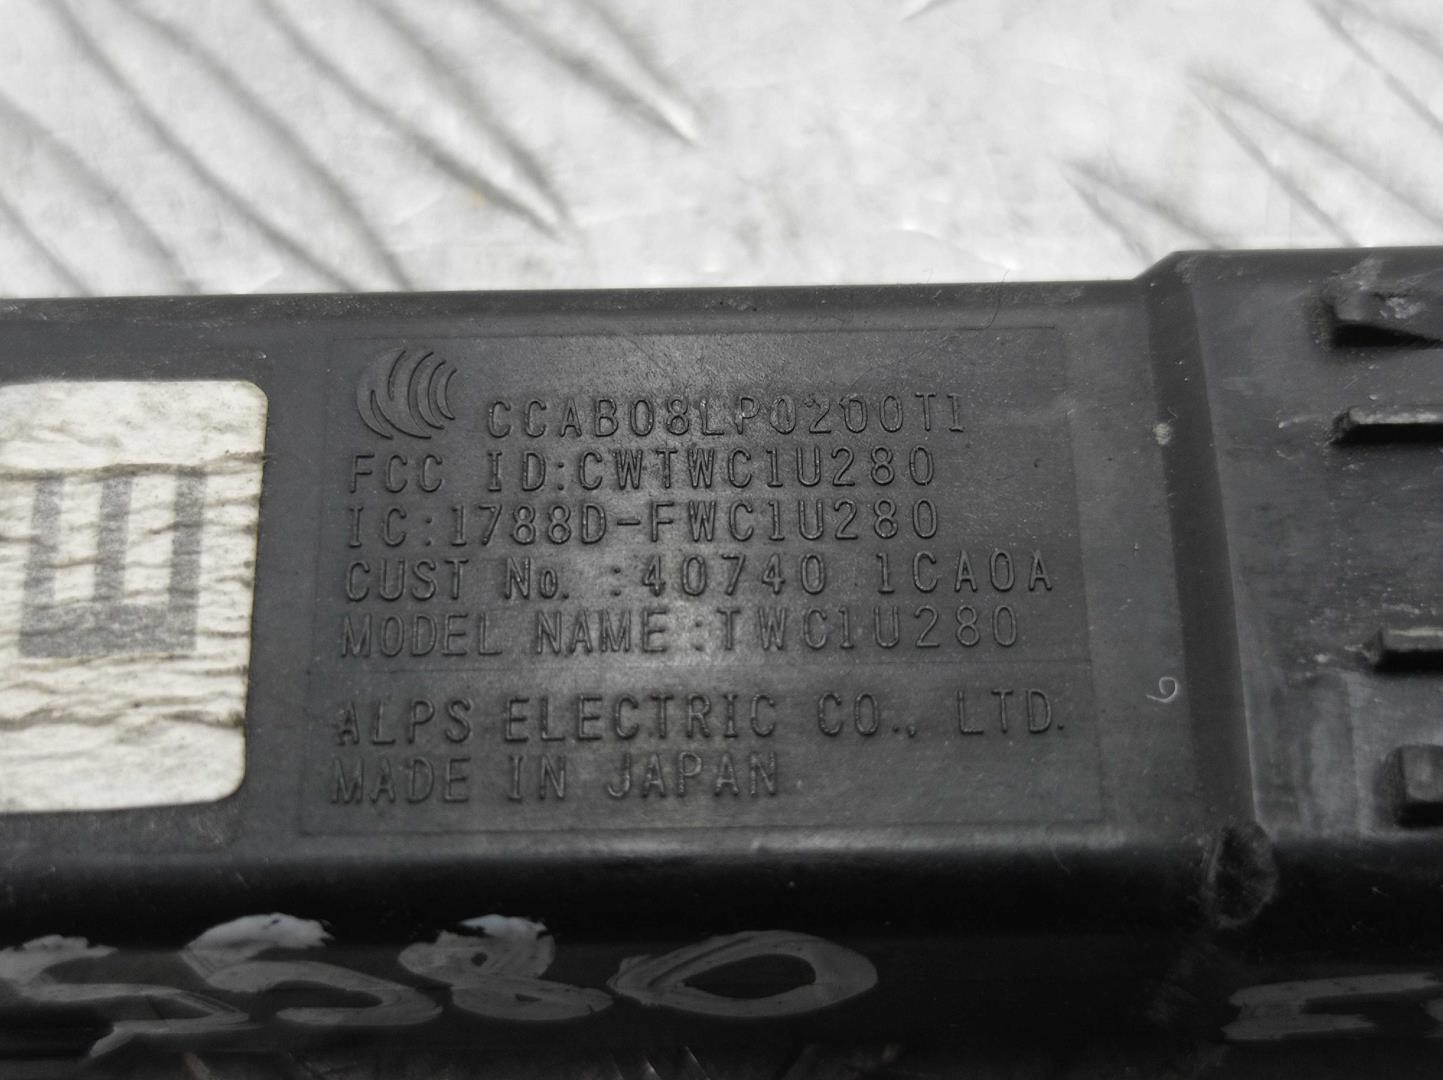 CCAB08LP0200T1
FCC ID:CWTWC1U280
IC:1788D-FWC1U280
CUST No. :40740 1CA0A
MODEL NAME:TWC1U280
ALPS ELECTRIC CO., LTD.
MADE IN JAPAN
5580